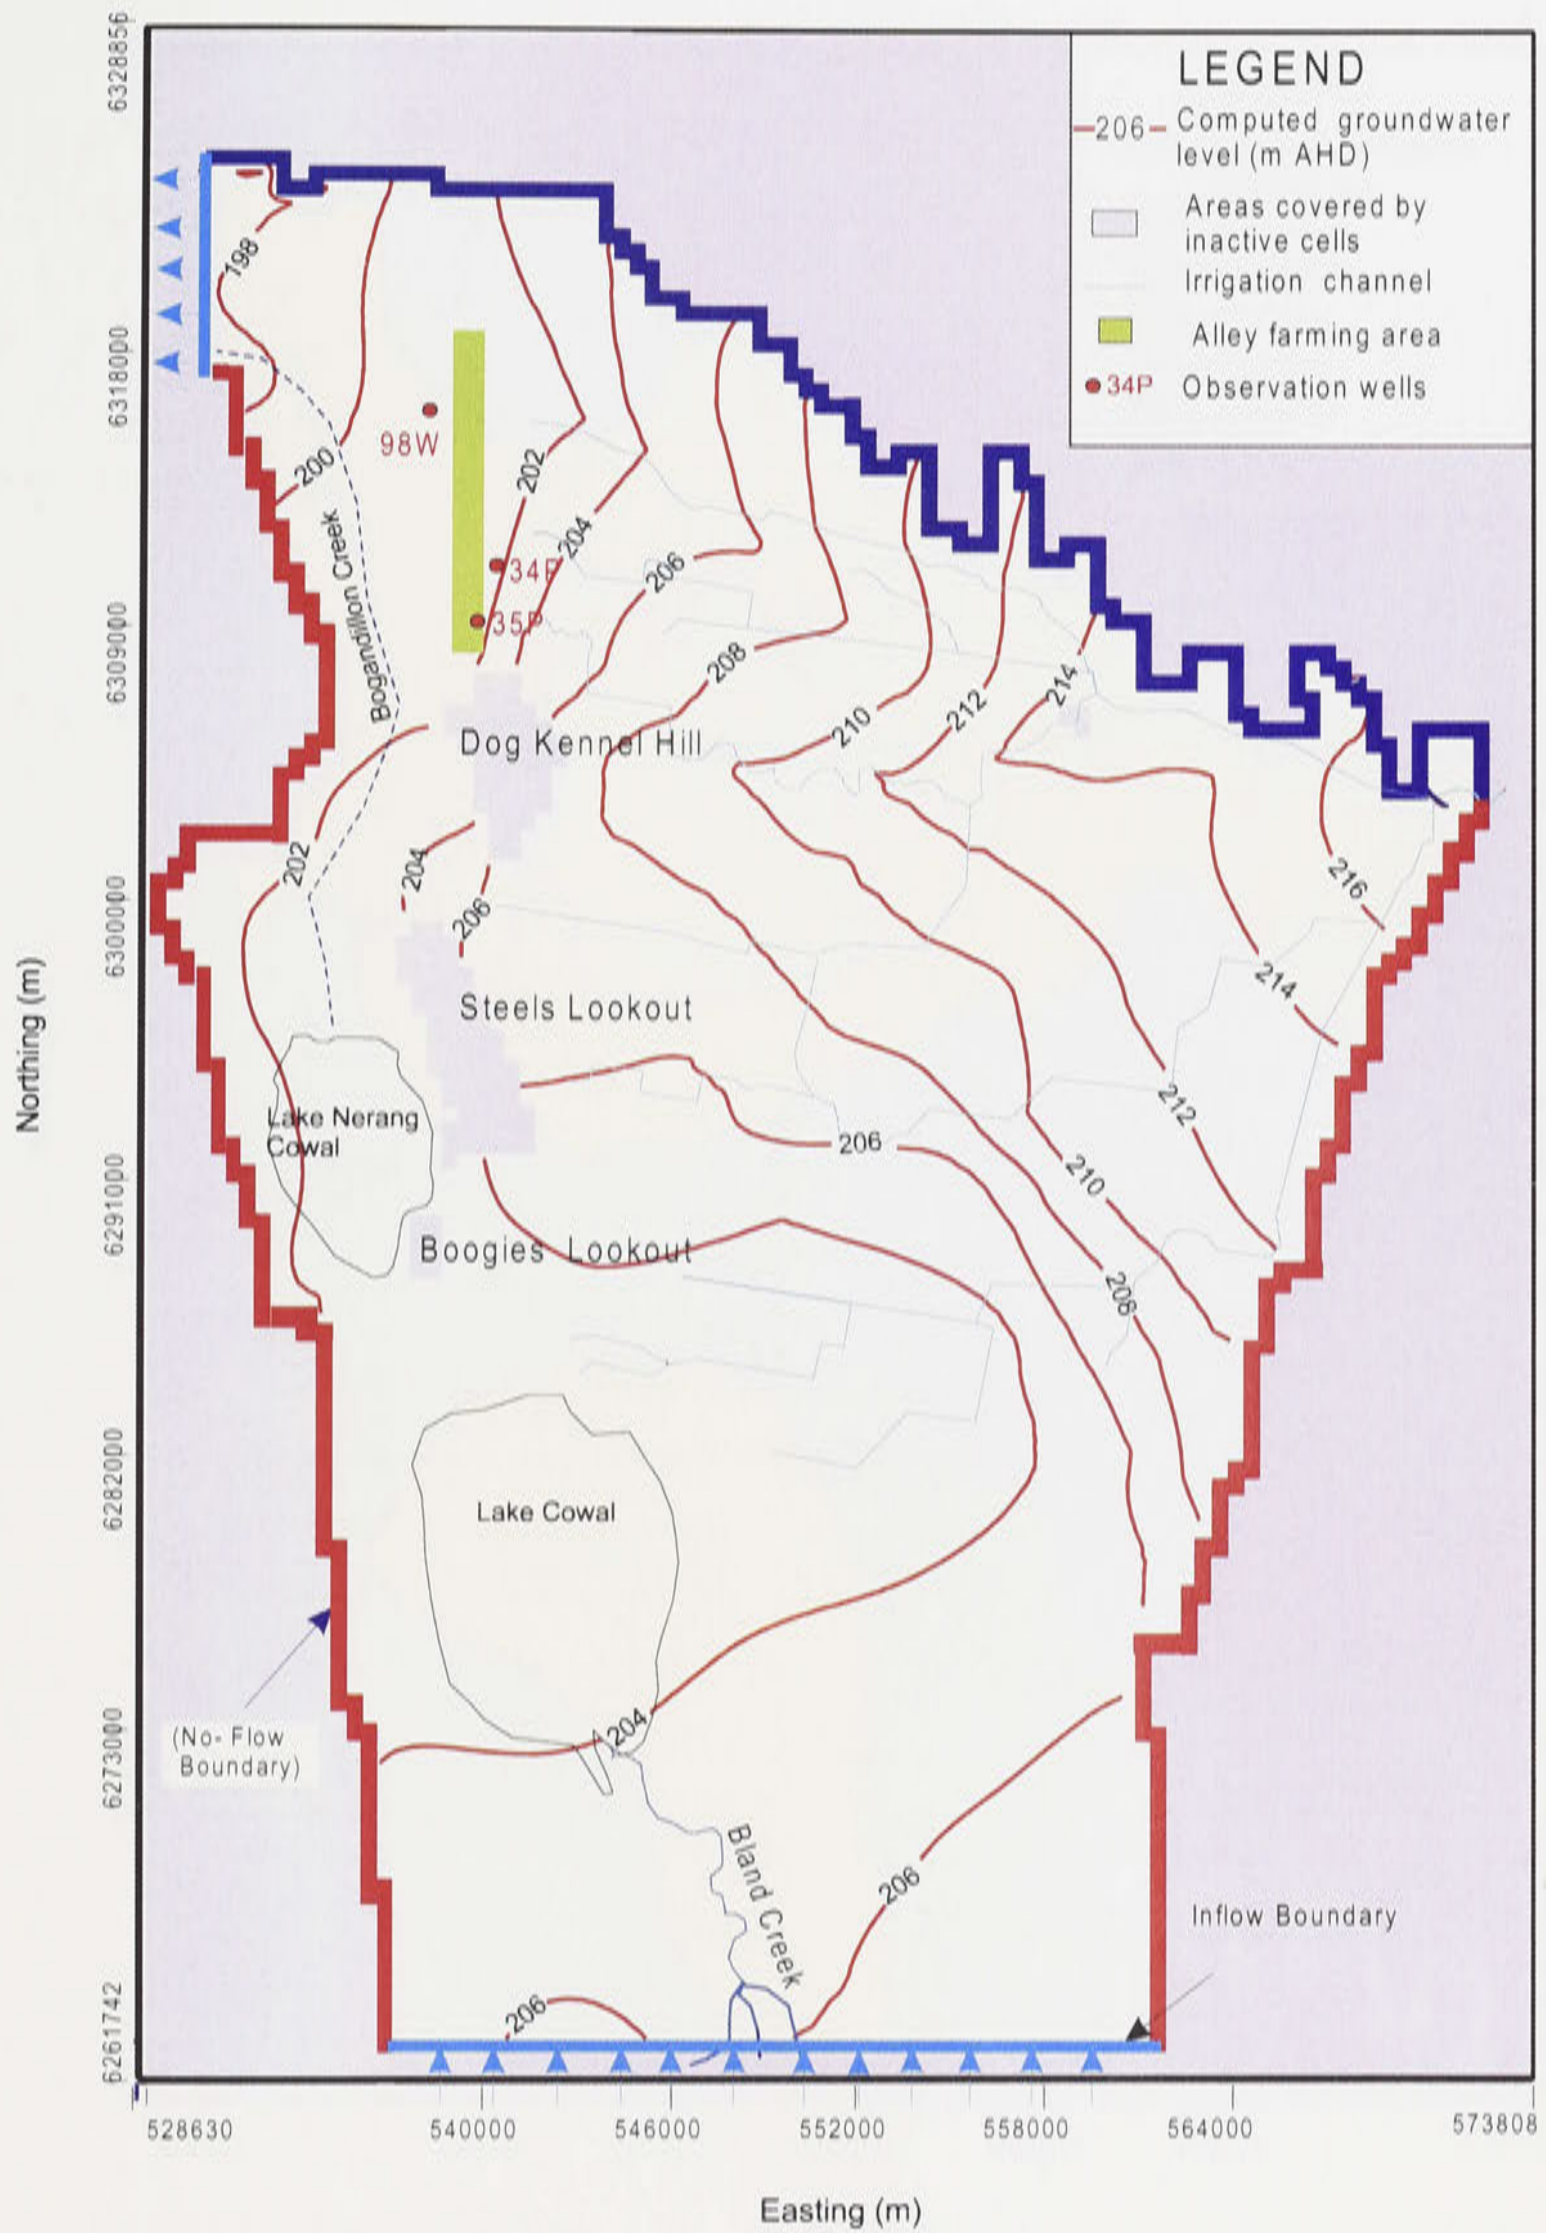 LEGEND
206 Computed groundwater
level (m AHD)
Areas covered by
inactive cells
Irrigation channel
Alley farming area
34P Observation wells
6328856
6318000
6309000
6300000
6291000
6282000
6273000
6261742
Northing (m)
198
200
98W
202
204
34P
35P
206
208
210
212
214
216
Bogandillon Creek
Dog Kennel Hill
202
204
206
Steels Lookout
214
212
210
208
206
Lake Nerang
Cowal
Boogies Lookout
Lake Cowal
(No- Flow
Boundary)
204
Bland Creek
206
206
Inflow Boundary
528630
540000
546000
552000
558000
564000
573808
Easting (m)